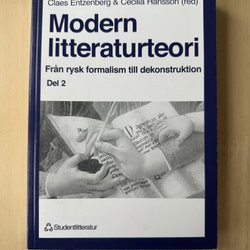 Claes Entzenberg & Cecilia Hansson (red)
Modern
litteraturteori
Från rysk formalism till dekonstruktion
Del 2
Studentlitteratur